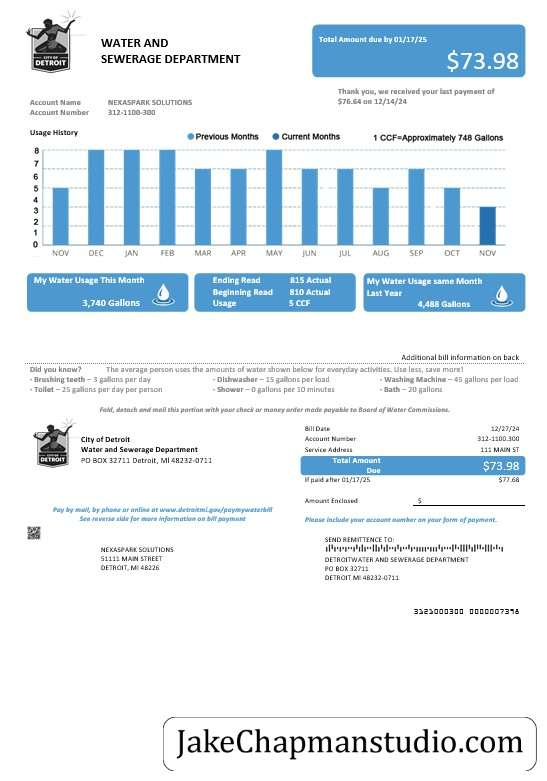 CITY OF
DETROIT
WATER AND
SEWERAGE DEPARTMENT
Total Amount due by 01/17/25
$73.98
Thank you, we received your last payment of
$76.64 on 12/14/24
Account Name NEXASPARK SOLUTIONS
Account Number 312-1100-300
Usage History
Previous Months Current Months 1 CCF=Approximately 748 Gallons
8
7
6
5
4
3
2
1
0
NOV DEC JAN FEB MAR APR MAY JUN JUL AUG SEP OCT NOV
My Water Usage This Month
3,740 Gallons
Ending Read 815 Actual
Beginning Read 810 Actual
Usage 5 CCF
My Water Usage same Month
Last Year
4,488 Gallons
Additional bill information on back
Did you know? The average person uses the amounts of water shown below for everyday activities. Use less, save more!
- Brushing teeth – 3 gallons per day - Dishwasher – 15 gallons per load - Washing Machine – 45 gallons per load
- Toilet – 25 gallons per day per person - Shower – 0 gallons per 10 minutes - Bath – 20 gallons
Fold, detach and mail this portion with your check or money order made payable to Board of Water Commissions.
City of Detroit
Water and Sewerage Department
PO BOX 32711 Detroit, MI 48232-0711
Bill Date 12/27/24
Account Number 312-1100.300
Service Address 111 MAIN ST
Total Amount
Due
$73.98
If paid after 01/17/25 $77.68
Amount Enclosed $
Pay by mail, by phone or online at www.detroitmi.gov/paymywaterbill
See reverse side for more information on bill payment
Please include your account number on your form of payment.
NEXASPARK SOLUTIONS
51111 MAIN STREET
DETROIT, MI 48226
SEND REMITTANCE TO:
DETROITWATER AND SEWERAGE DEPARTMENT
PO BOX 32711
DETROIT MI 48232-0711
3121000300 0000007398
JakeChapmanstudio.com